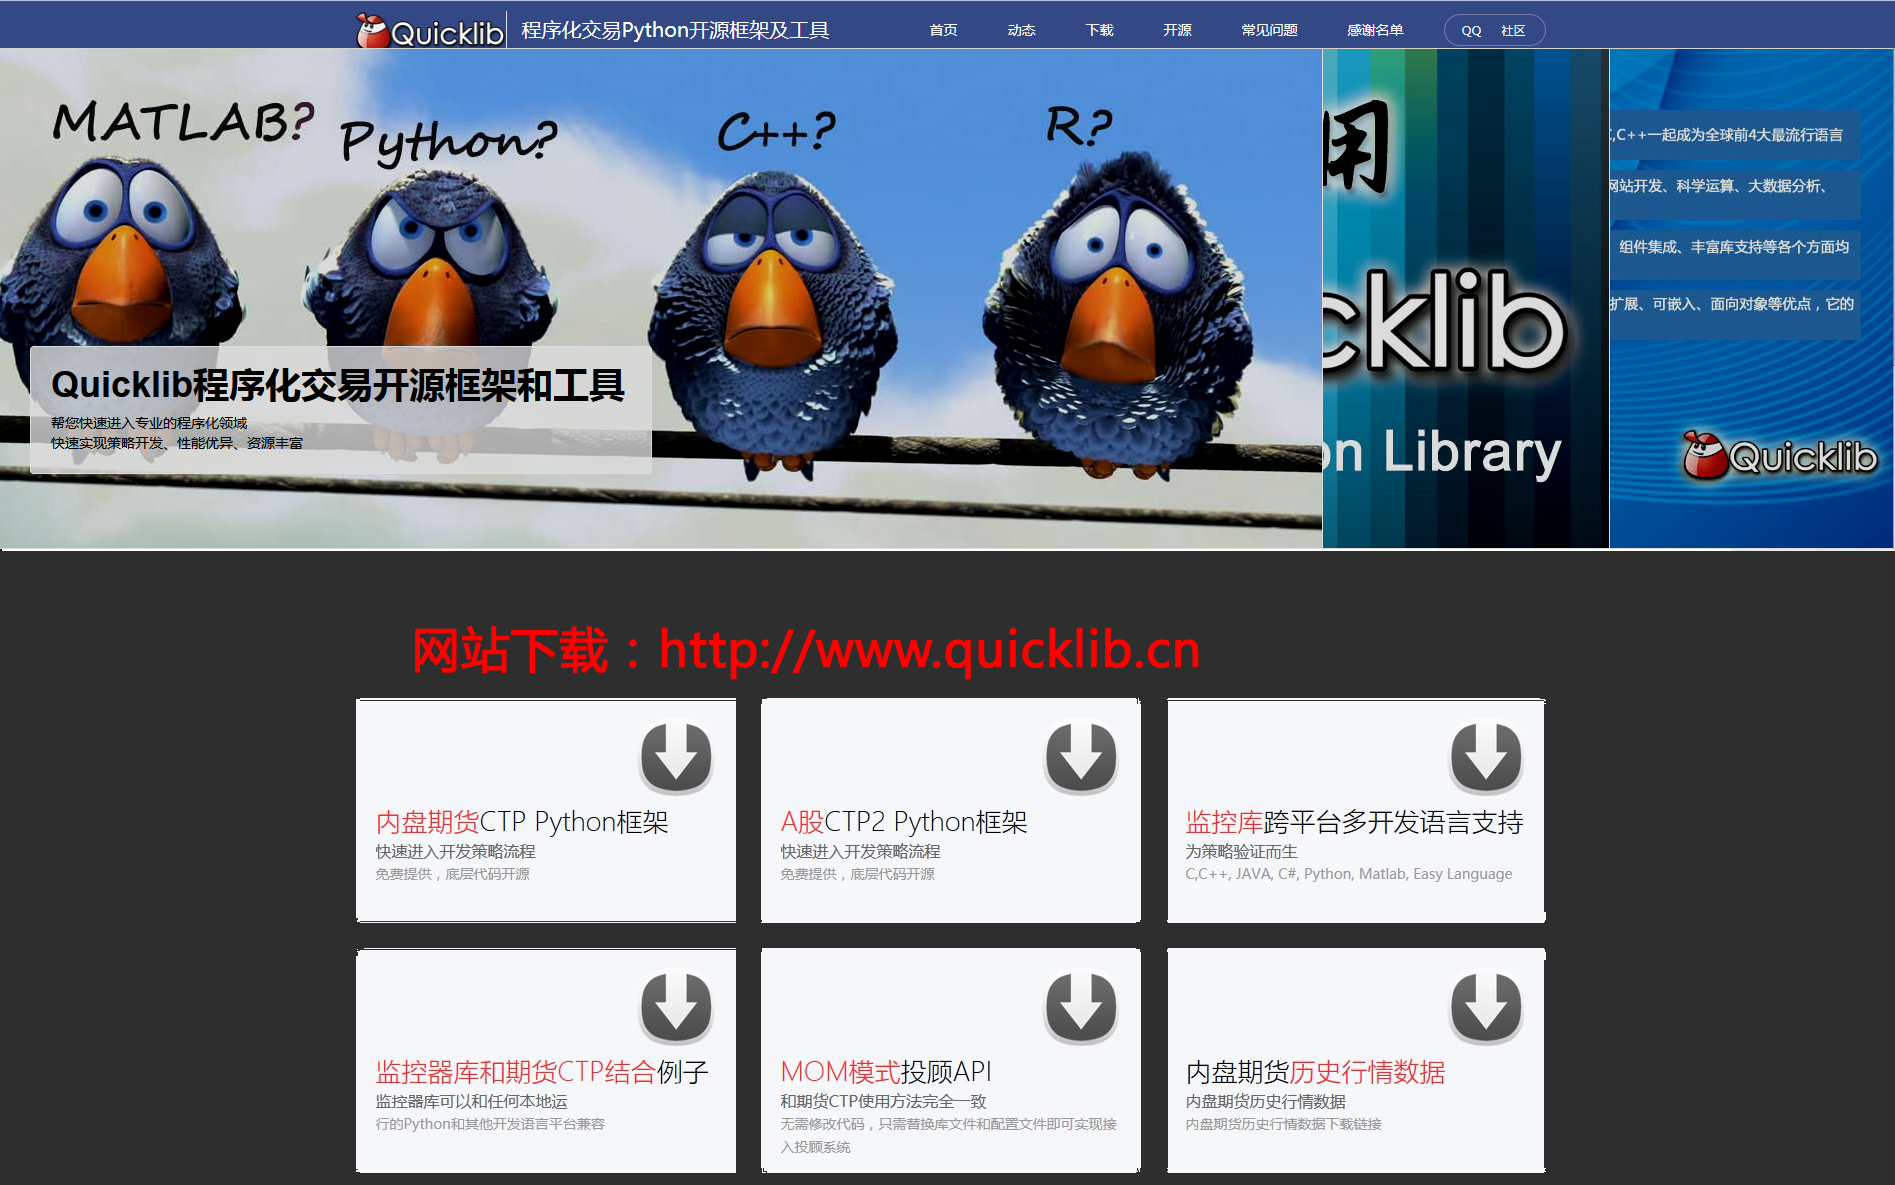 Quicklib
程序化交易Python开源框架及工具
首页
动态
下载
开源
常见问题
感谢名单
QQ 社区
MATLAB?
Python?
C++?
R?
Quicklib程序化交易开源框架和工具
帮您快速进入专业的程序化领域
快速实现策略开发、性能优异、资源丰富
用
cklib
on Library
,C++一起成为全球前4大最流行语言
网站开发、科学运算、大数据分析、
组件集成、丰富库支持等各个方面均
扩展、可嵌入、面向对象等优点，它的
Quicklib
网站下载：http://www.quicklib.cn
内盘期货CTP Python框架
快速进入开发策略流程
免费提供，底层代码开源
A股CTP2 Python框架
快速进入开发策略流程
免费提供，底层代码开源
监控库跨平台多开发语言支持
为策略验证而生
C,C++, JAVA, C#, Python, Matlab, Easy Language
监控器库和期货CTP结合例子
监控器库可以和任何本地运
行的Python和其他开发语言平台兼容
MOM模式投顾API
和期货CTP使用方法完全一致
无需修改代码，只需替换库文件和配置文件即可实现接
入投顾系统
内盘期货历史行情数据
内盘期货历史行情数据
内盘期货历史行情数据下载链接